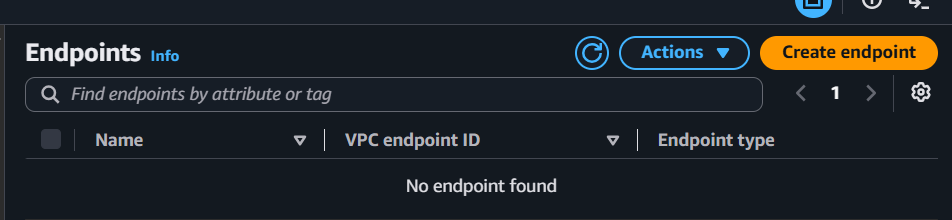 Endpoints Info
Actions
Create endpoint
Find endpoints by attribute or tag
1
Name
VPC endpoint ID
Endpoint type
No endpoint found